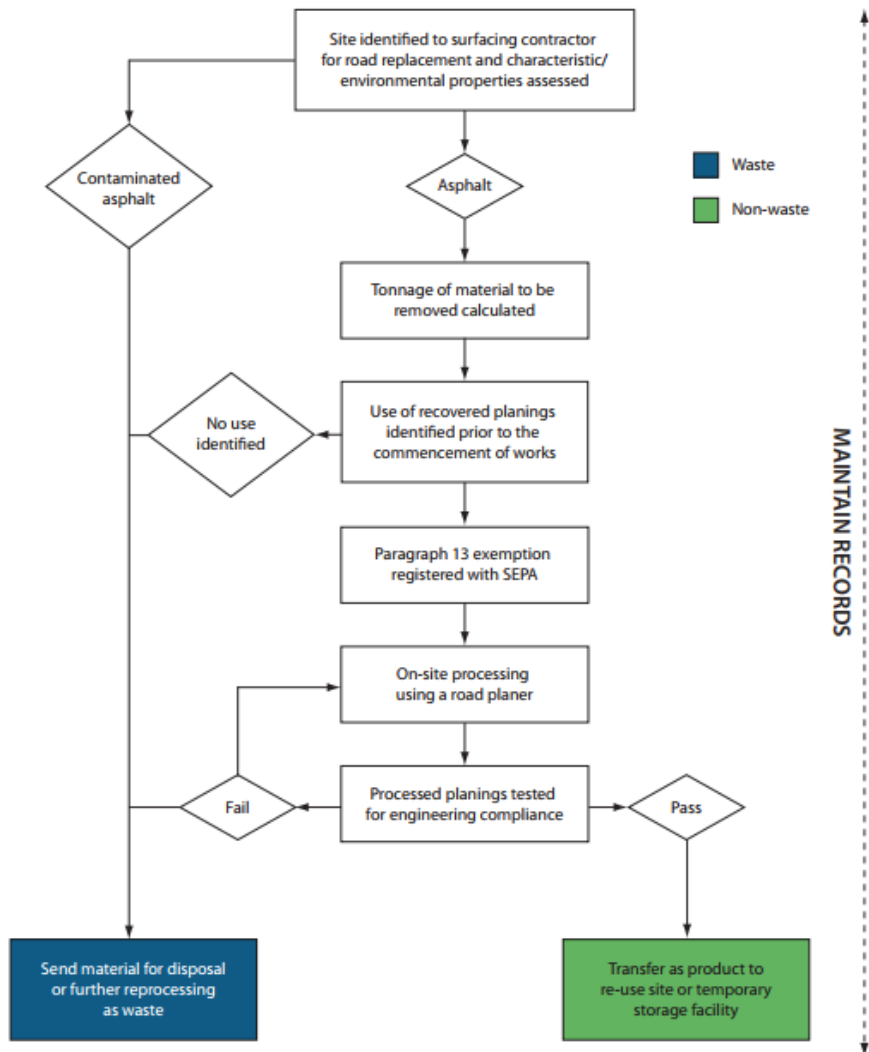 Site identified to surfacing contractor
for road replacement and characteristic/
environmental properties assessed
Contaminated
asphalt
Asphalt
Waste
Non-waste
Tonnage of material to be
removed calculated
No use
identified
Use of recovered planings
identified prior to the
commencement of works
MAINTAIN RECORDS
Paragraph 13 exemption
registered with SEPA
On-site processing
using a road planer
Fail
Processed planings tested
for engineering compliance
Pass
Send material for disposal
or further reprocessing
as waste
Transfer as product to
re-use site or temporary
storage facility